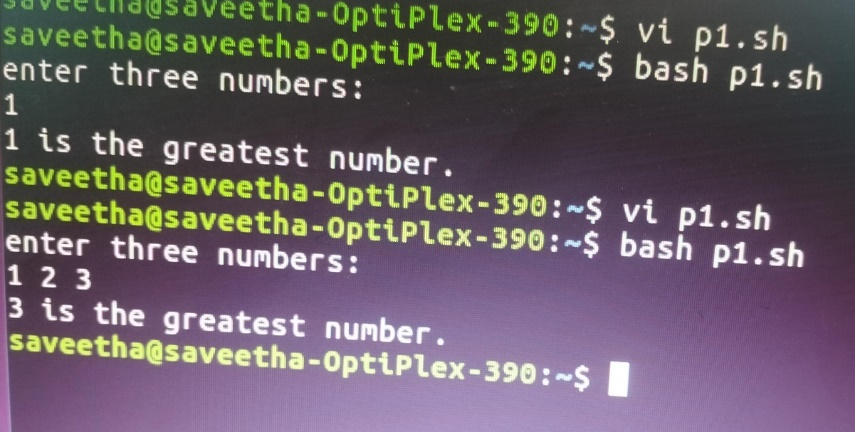 saveetha@saveetha-OptiPlex-390:~$ vi p1.sh
saveetha@saveetha-OptiPlex-390:~$ bash p1.sh
enter three numbers:
1
1 is the greatest number.
saveetha@saveetha-OptiPlex-390:~$ vi p1.sh
saveetha@saveetha-OptiPlex-390:~$ bash p1.sh
enter three numbers:
1 2 3
3 is the greatest number.
saveetha@saveetha-OptiPlex-390:~$